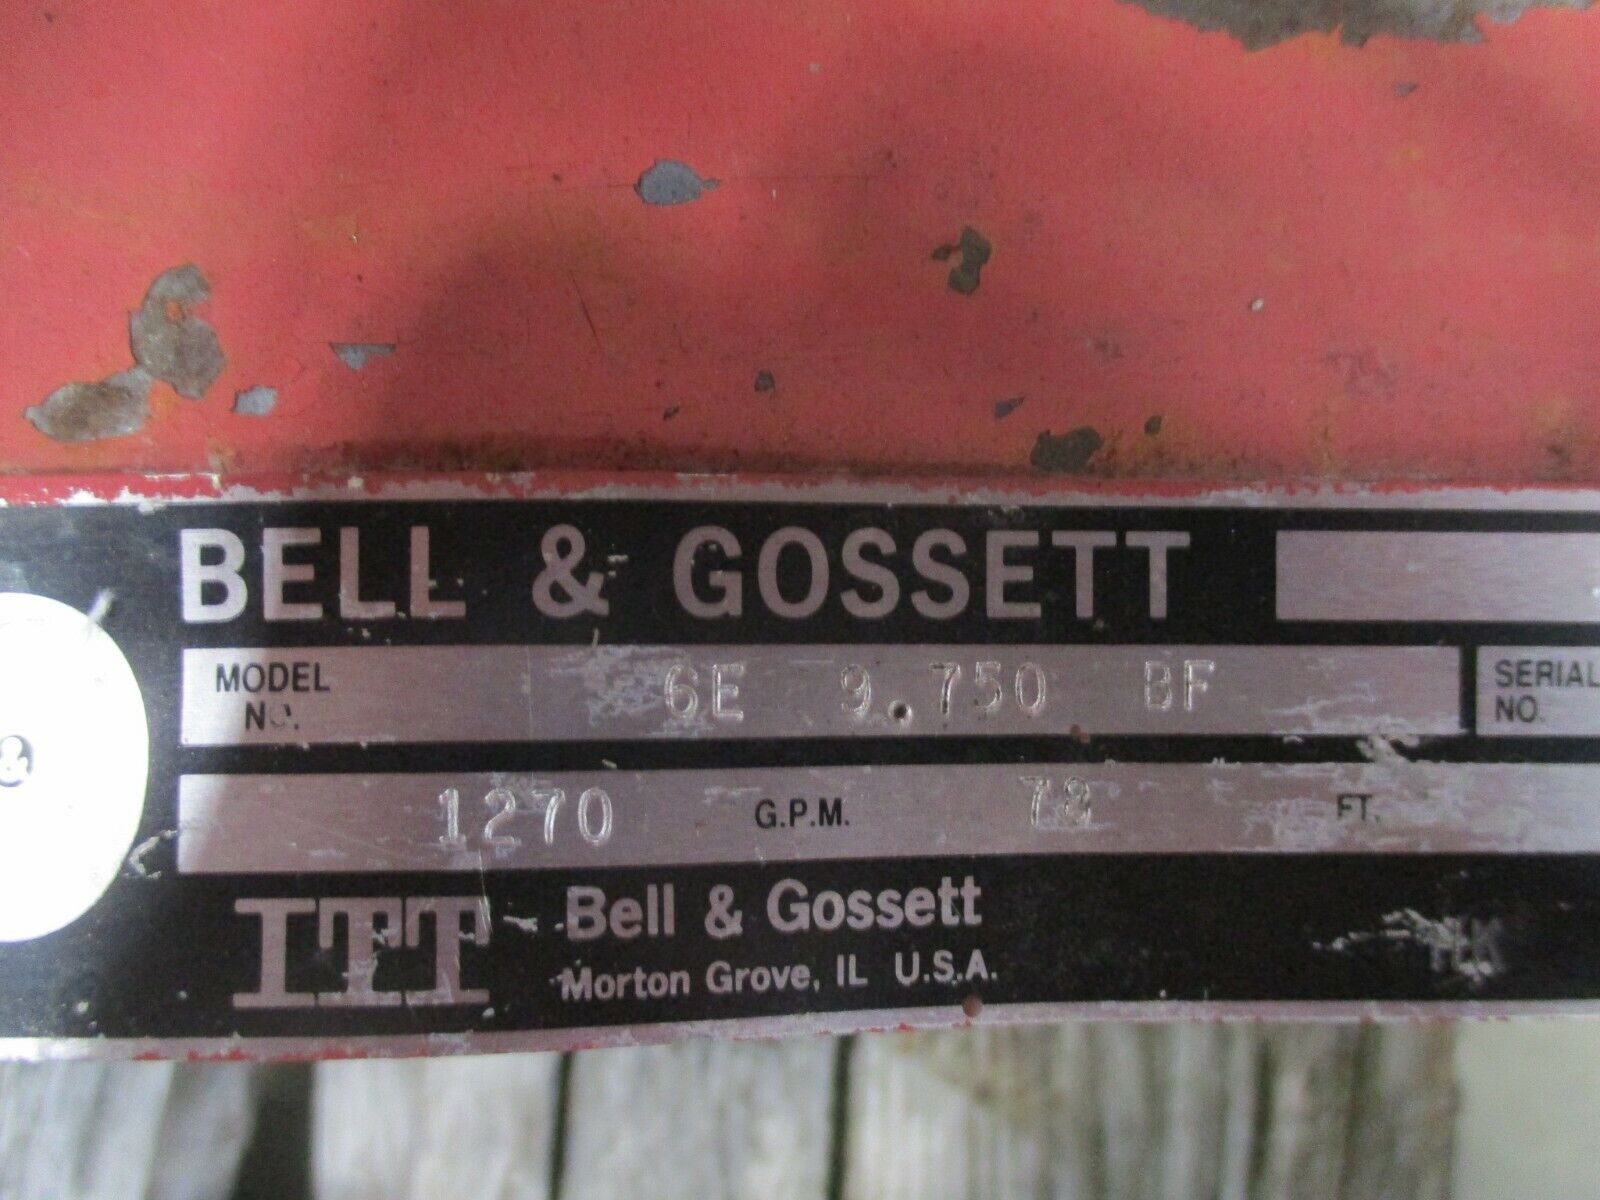 BELL & GOSSETT
MODEL NO. 6E 9.750 BF
SERIAL NO.
1270 G.P.M. 78 FT.
&
ITT Bell & Gossett
Morton Grove, IL U.S.A.